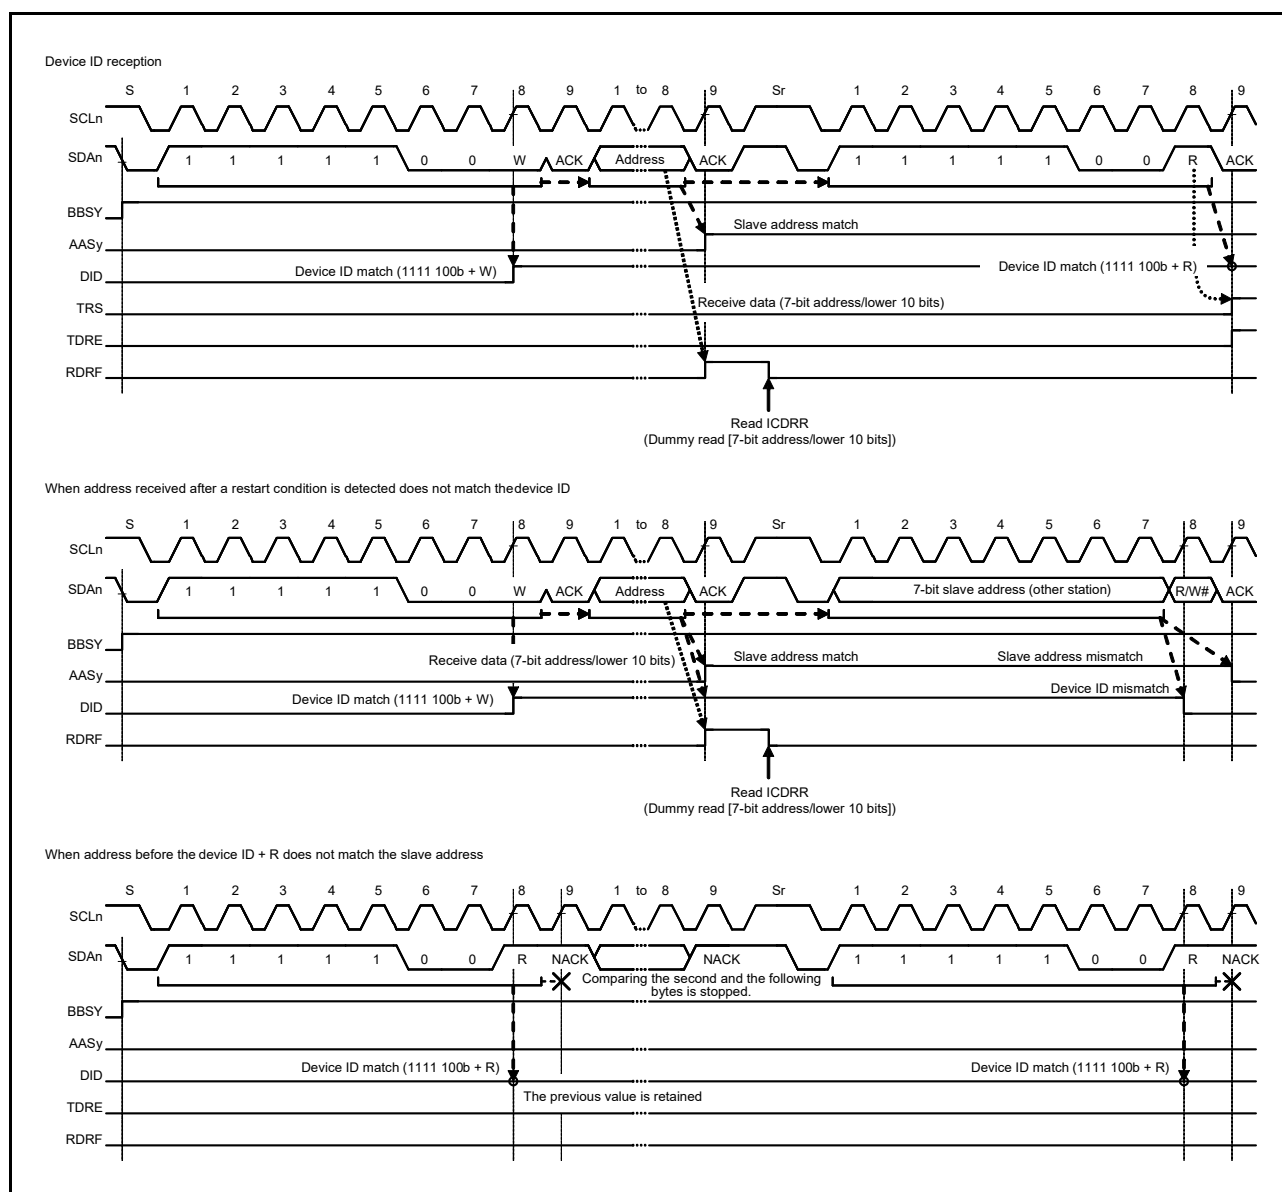 Device ID reception
S 1 2 3 4 5 6 7 8 9 1 to 8 9 Sr 1 2 3 4 5 6 7 8 9
SCLn
SDAn 1 1 1 1 1 0 0 W ACK Address ACK 1 1 1 1 1 0 0 R ACK
BBSY
Slave address match
AASy
Device ID match (1111 100b + W) Device ID match (1111 100b + R)
DID
Receive data (7-bit address/lower 10 bits)
TRS
TDRE
RDRF
Read ICDRR
(Dummy read [7-bit address/lower 10 bits])
When address received after a restart condition is detected does not match thedevice ID
S 1 2 3 4 5 6 7 8 9 1 to 8 9 Sr 1 2 3 4 5 6 7 8 9
SCLn
SDAn 1 1 1 1 1 0 0 W ACK Address ACK 7-bit slave address (other station) R/W# ACK
BBSY
Receive data (7-bit address/lower 10 bits) Slave address match Slave address mismatch
AASy
Device ID match (1111 100b + W) Device ID mismatch
DID
RDRF
Read ICDRR
(Dummy read [7-bit address/lower 10 bits])
When address before the device ID + R does not match the slave address
S 1 2 3 4 5 6 7 8 9 1 to 8 9 Sr 1 2 3 4 5 6 7 8 9
SCLn
SDAn 1 1 1 1 1 0 0 R NACK NACK 1 1 1 1 1 0 0 R NACK
Comparing the second and the following
bytes is stopped.
BBSY
AASy
Device ID match (1111 100b + R) Device ID match (1111 100b + R)
DID
The previous value is retained
TDRE
RDRF